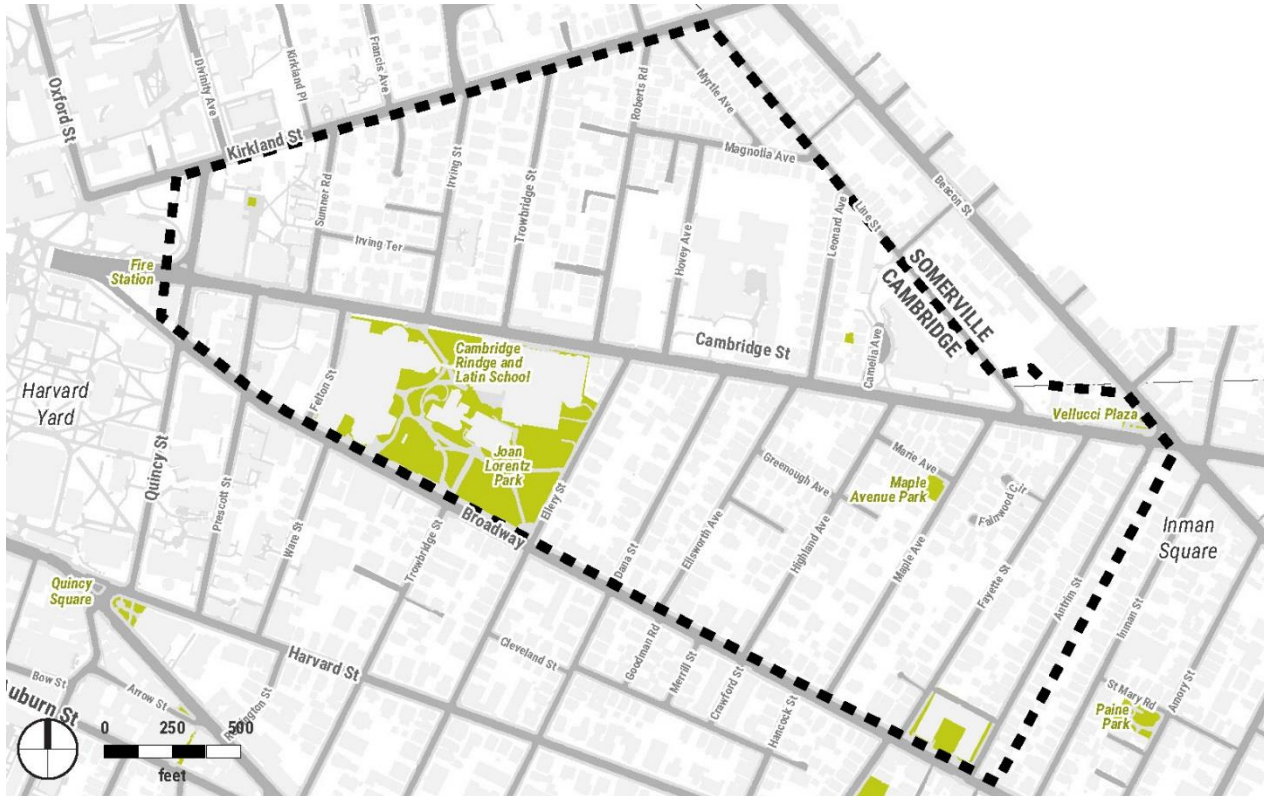 Oxford St
Divinity Ave
Kirkland Pl
Francis Ave
Kirkland St
Sumner Rd
Irving St
Irving Ter
Trowbridge St
Roberts Rd
Myrtle Ave
Magnolia Ave
Hovey Ave
Leonard Ave
Line St
Beacon St
SOMERVILLE
CAMBRIDGE
Fire
Station
Cambridge St
Camelia Ave
Cambridge
Rindge and
Latin School
Felton St
Harvard
Yard
Vellucci Plaza
Quincy St
Prescott St
Joan
Lorentz
Park
Ellery St
Broadway
Marie Ave
Greenough Ave
Maple
Avenue Park
Fairwood Cir
Inman
Square
Ware St
Trowbridge St
Dana St
Ellsworth Ave
Highland Ave
Maple Ave
Fayette St
Antrim St
Inman St
Quincy
Square
Harvard St
Cleveland St
Goodman Rd
Merrill St
Crawford St
Hancock St
St Mary Rd
Amory St
Paine
Park
Bow St
Arrow St
uburn St
0 250 500
feet